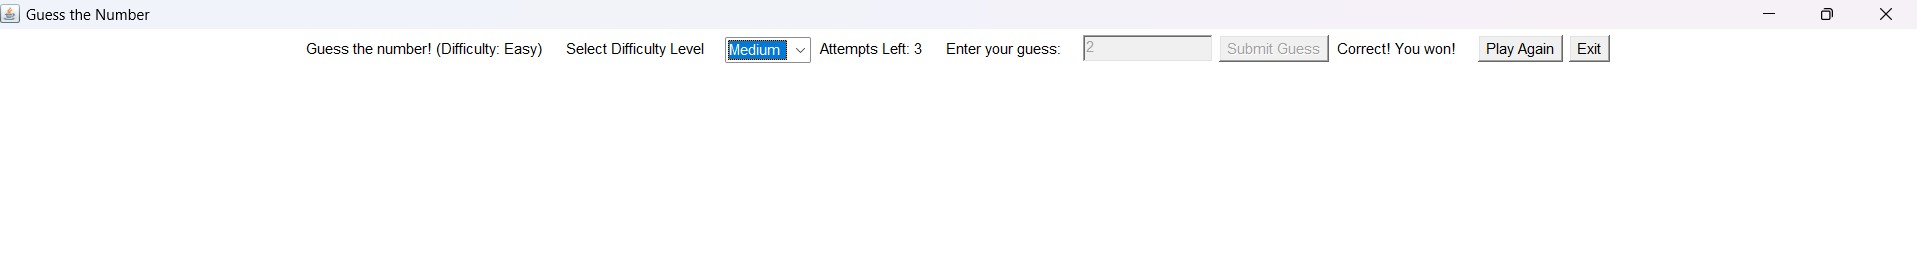 Guess the Number
Guess the number! (Difficulty: Easy) Select Difficulty Level Medium Attempts Left: 3 Enter your guess: 2 Submit Guess Correct! You won! Play Again Exit